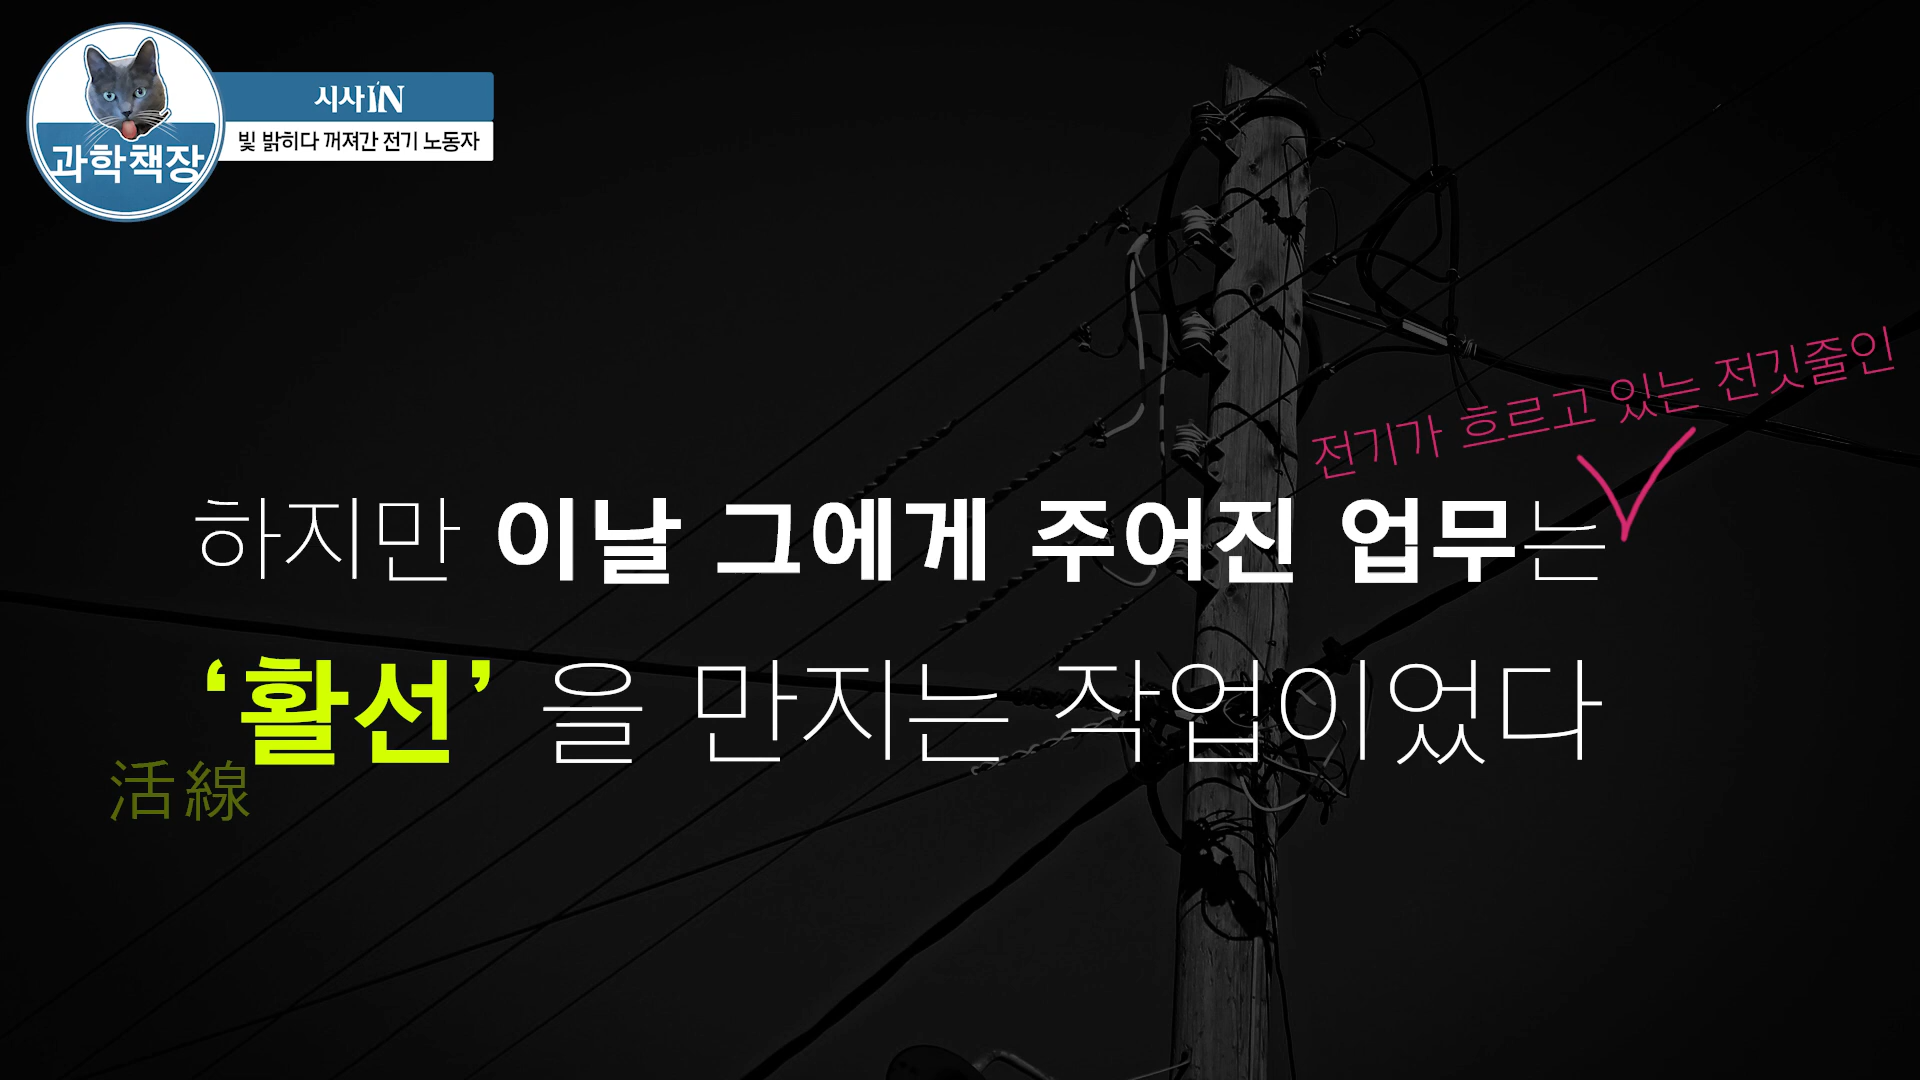 시사IN
빛 밝히다 꺼져간 전기 노동자
과학책장
전기가 흐르고 있는 전깃줄인
하지만 이날 그에게 주어진 업무는
‘활선’ 을 만지는 작업이었다
活線